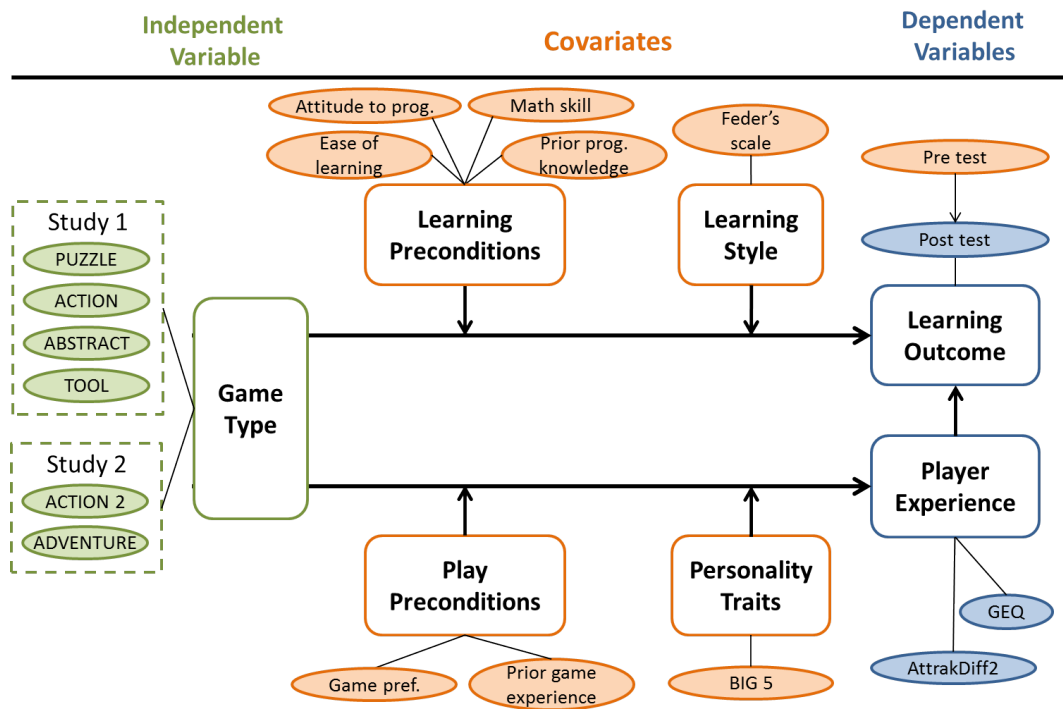 Independent
Variable
Covariates
Dependent
Variables
Attitude to prog.
Math skill
Ease of
learning
Prior prog.
knowledge
Feder's
scale
Pre test
Post test
Study 1
PUZZLE
ACTION
ABSTRACT
TOOL
Learning
Preconditions
Learning
Style
Learning
Outcome
Game
Type
Study 2
ACTION 2
ADVENTURE
Player
Experience
Play
Preconditions
Personality
Traits
GEQ
AttrakDiff2
Game pref.
Prior game
experience
BIG 5